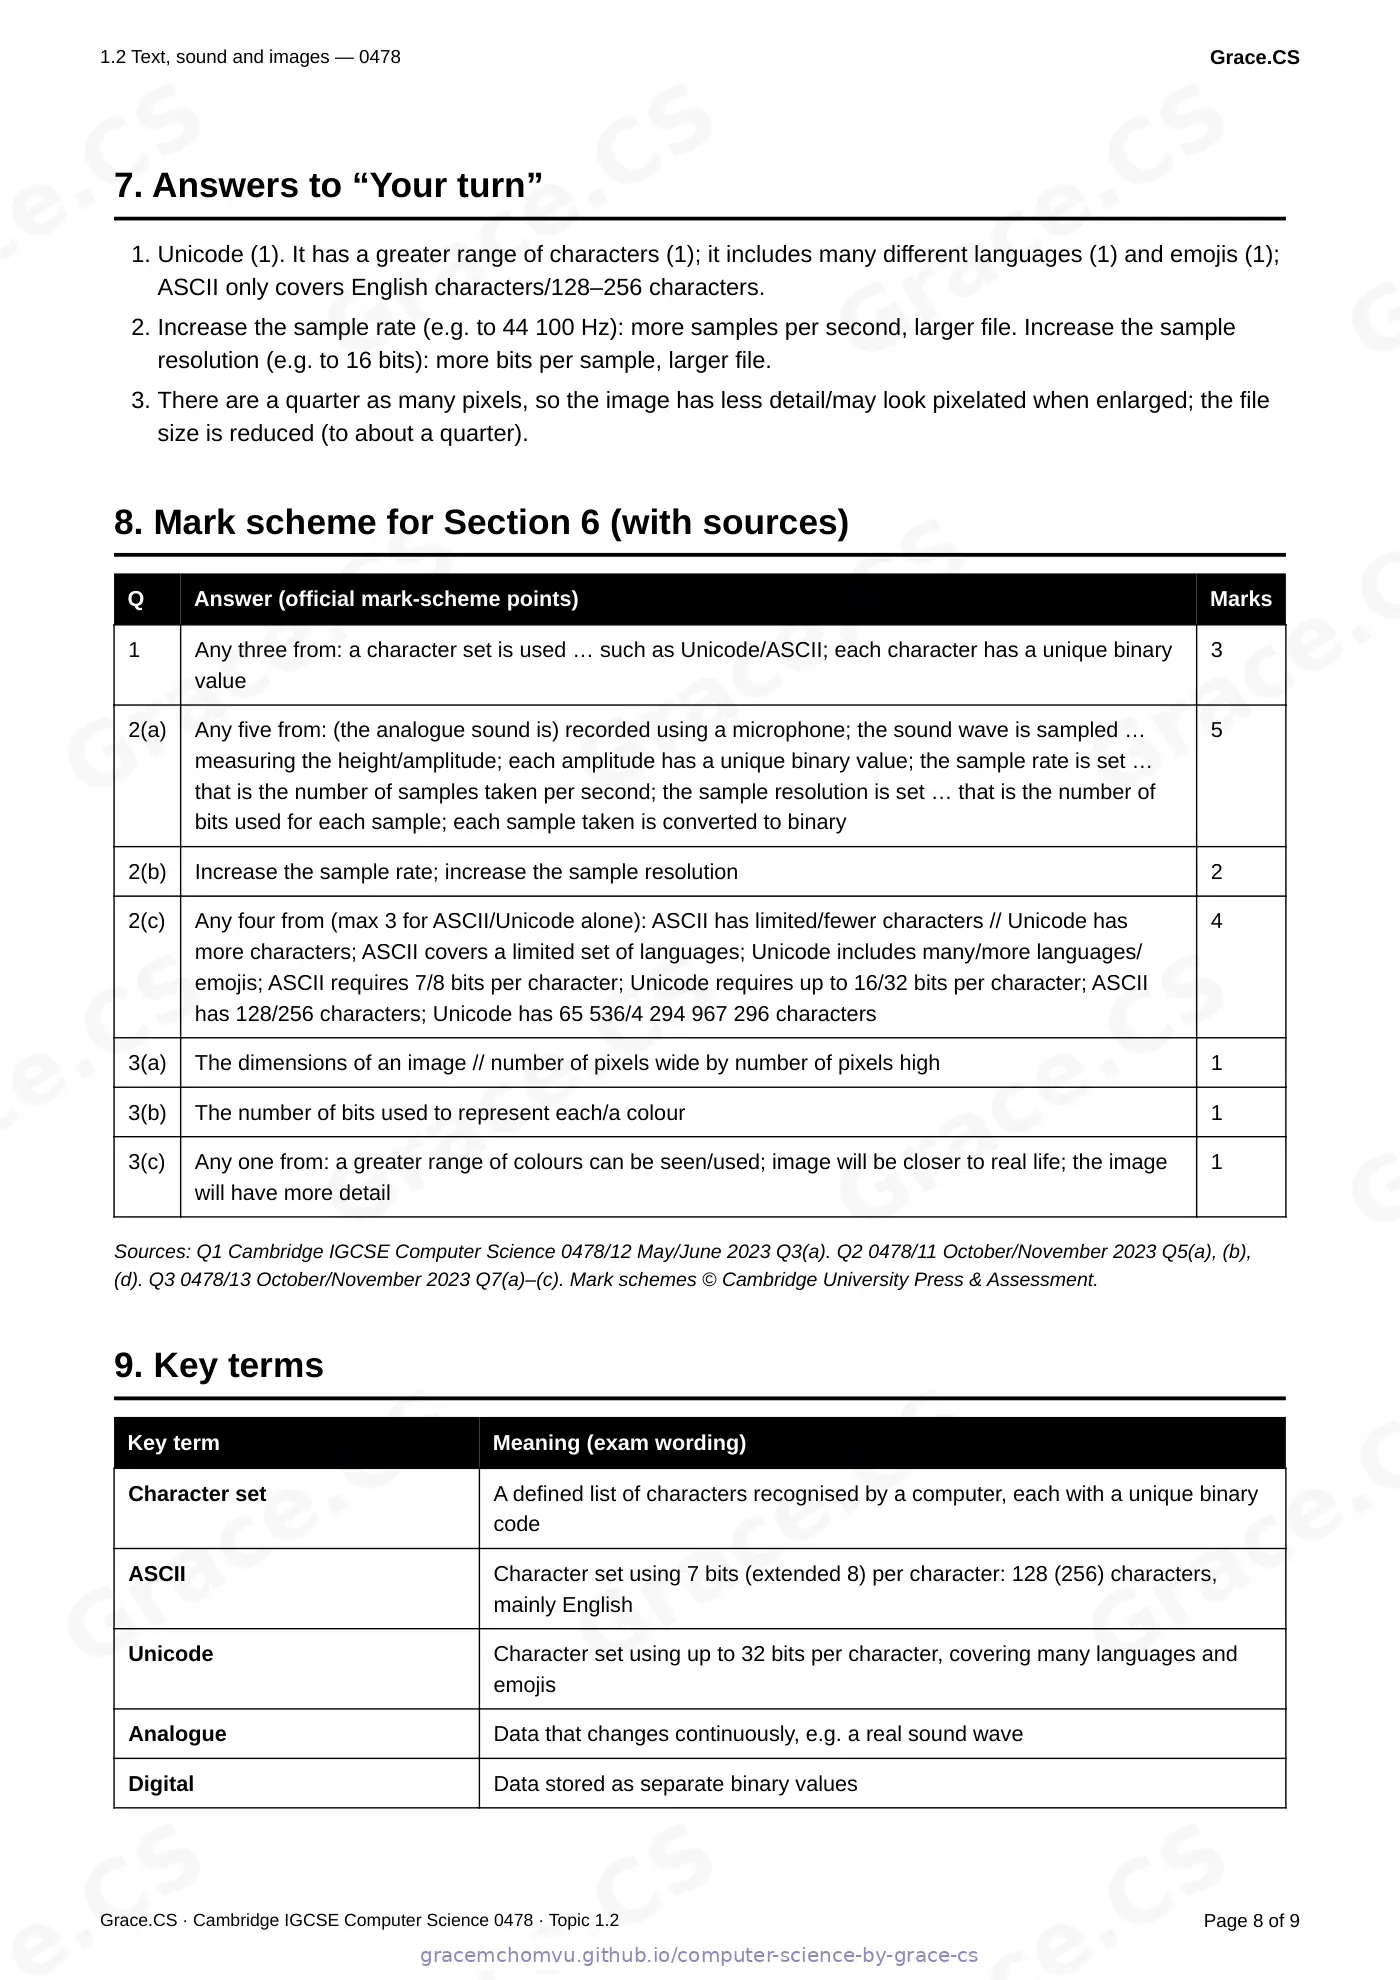 1.2 Text, sound and images — 0478
Grace.CS
7. Answers to “Your turn”
1. Unicode (1). It has a greater range of characters (1); it includes many different languages (1) and emojis (1);
ASCII only covers English characters/128–256 characters.
2. Increase the sample rate (e.g. to 44 100 Hz): more samples per second, larger file. Increase the sample
resolution (e.g. to 16 bits): more bits per sample, larger file.
3. There are a quarter as many pixels, so the image has less detail/may look pixelated when enlarged; the file
size is reduced (to about a quarter).
8. Mark scheme for Section 6 (with sources)
Q Answer (official mark-scheme points) Marks
1 Any three from: a character set is used … such as Unicode/ASCII; each character has a unique binary 3
value
2(a) Any five from: (the analogue sound is) recorded using a microphone; the sound wave is sampled … 5
measuring the height/amplitude; each amplitude has a unique binary value; the sample rate is set …
that is the number of samples taken per second; the sample resolution is set … that is the number of
bits used for each sample; each sample taken is converted to binary
2(b) Increase the sample rate; increase the sample resolution 2
2(c) Any four from (max 3 for ASCII/Unicode alone): ASCII has limited/fewer characters // Unicode has 4
more characters; ASCII covers a limited set of languages; Unicode includes many/more languages/
emojis; ASCII requires 7/8 bits per character; Unicode requires up to 16/32 bits per character; ASCII
has 128/256 characters; Unicode has 65 536/4 294 967 296 characters
3(a) The dimensions of an image // number of pixels wide by number of pixels high 1
3(b) The number of bits used to represent each/a colour 1
3(c) Any one from: a greater range of colours can be seen/used; image will be closer to real life; the image 1
will have more detail
Sources: Q1 Cambridge IGCSE Computer Science 0478/12 May/June 2023 Q3(a). Q2 0478/11 October/November 2023 Q5(a), (b),
(d). Q3 0478/13 October/November 2023 Q7(a)–(c). Mark schemes © Cambridge University Press & Assessment.
9. Key terms
Key term Meaning (exam wording)
Character set A defined list of characters recognised by a computer, each with a unique binary
code
ASCII Character set using 7 bits (extended 8) per character: 128 (256) characters,
mainly English
Unicode Character set using up to 32 bits per character, covering many languages and
emojis
Analogue Data that changes continuously, e.g. a real sound wave
Digital Data stored as separate binary values
Grace.CS · Cambridge IGCSE Computer Science 0478 · Topic 1.2
Page 8 of 9
gracemchomvu.github.io/computer-science-by-grace-cs